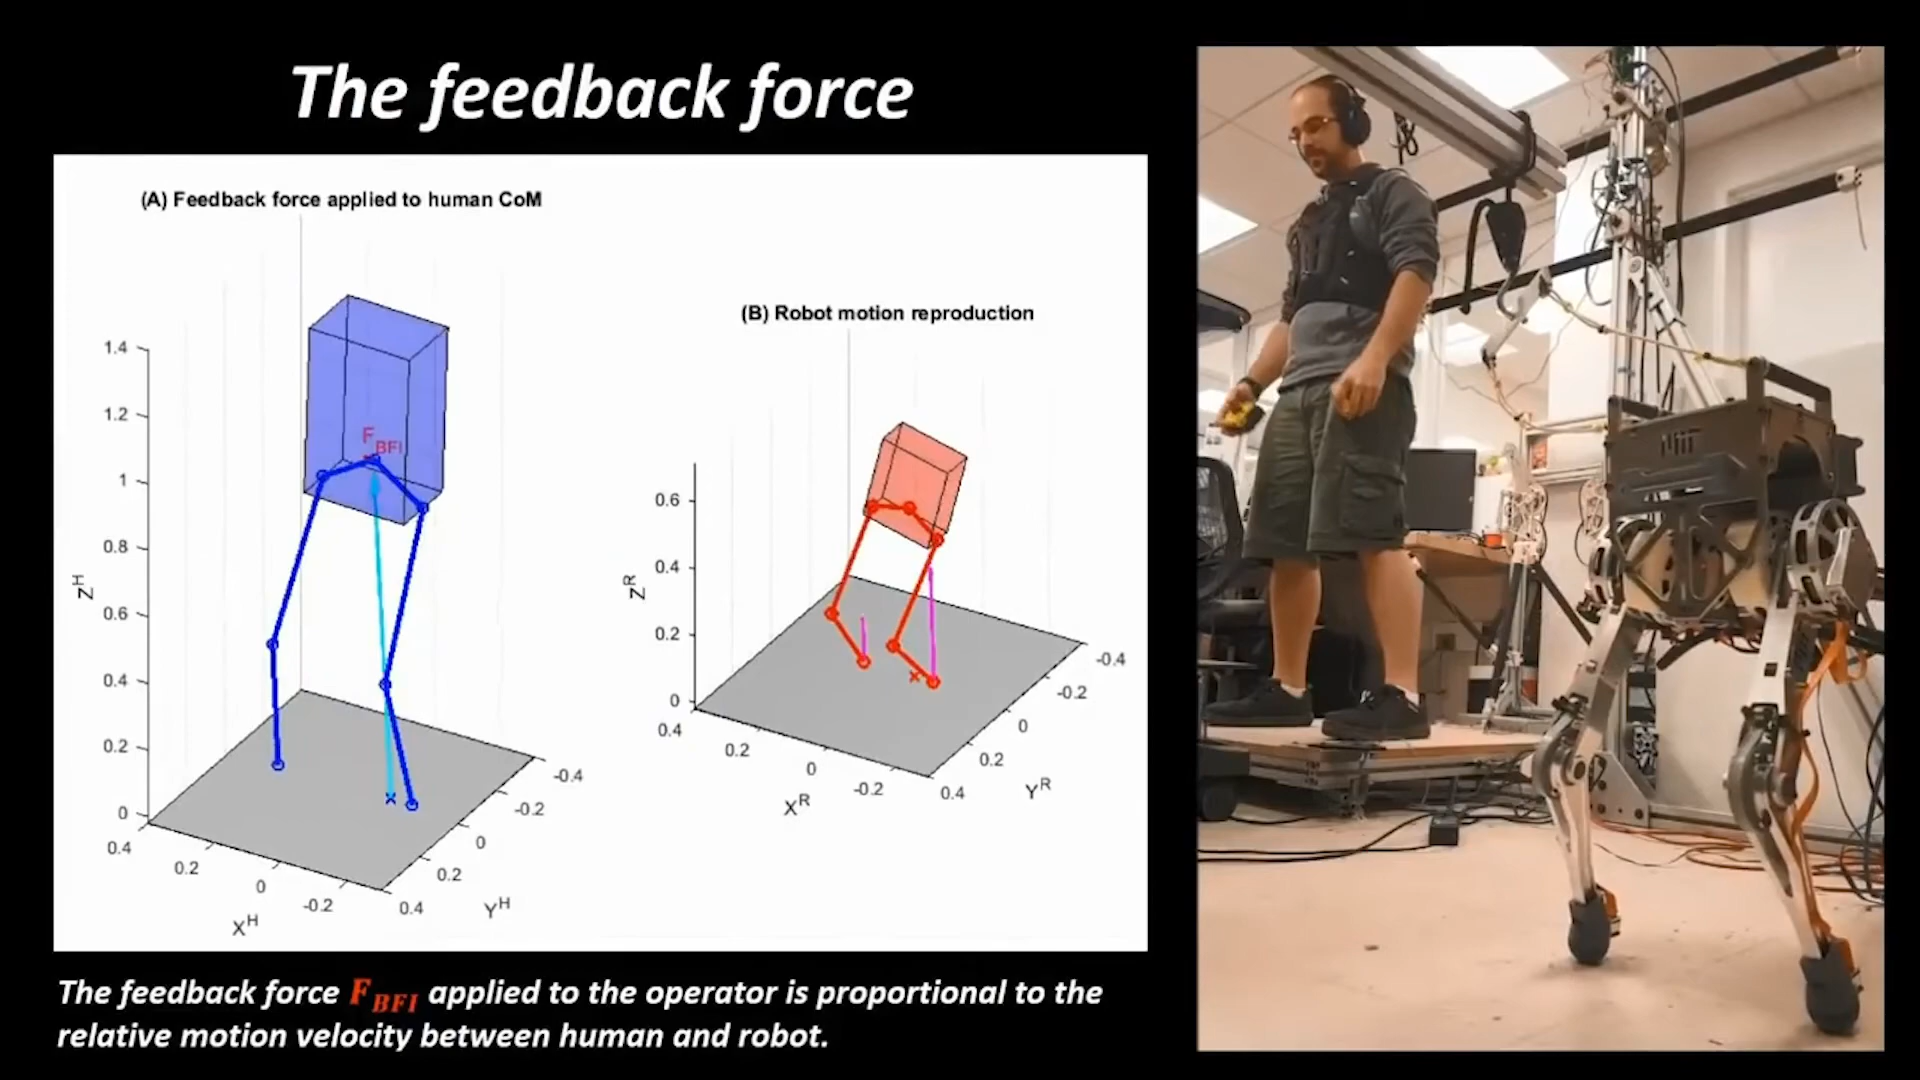 The feedback force
(A) Feedback force applied to human CoM
F_BFI
1.4
1.2
1
0.8
0.6
0.4
0.2
0
Z^H
0.4
0.2
0
-0.2
X^H
0.4
0.2
0
-0.2
-0.4
Y^H
(B) Robot motion reproduction
0.6
0.4
0.2
0
Z^R
0.4
0.2
0
-0.2
X^R
0.4
0.2
0
-0.2
-0.4
Y^R
The feedback force F_BFI applied to the operator is proportional to the
relative motion velocity between human and robot.
MIT